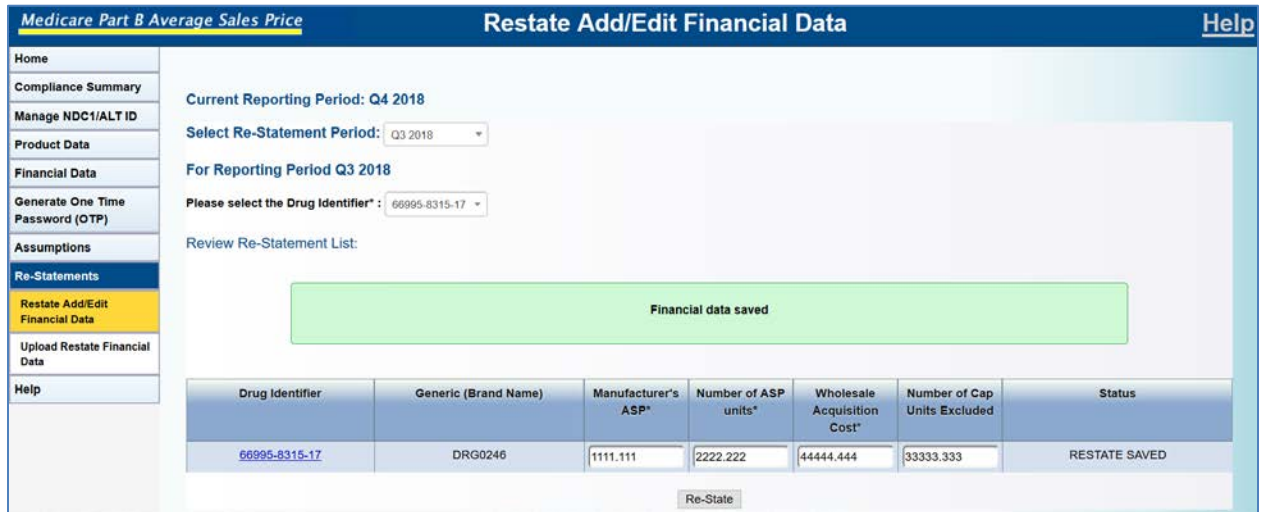 Medicare Part B Average Sales Price
Restate Add/Edit Financial Data
Help
Home
Compliance Summary
Manage NDC1/ALT ID
Product Data
Financial Data
Generate One Time
Password (OTP)
Assumptions
Re-Statements
Restate Add/Edit
Financial Data
Upload Restate Financial
Data
Help
Current Reporting Period: Q4 2018
Select Re-Statement Period: Q3 2018
For Reporting Period Q3 2018
Please select the Drug Identifier* : 66995-8315-17
Review Re-Statement List:
Financial data saved
Drug Identifier
Generic (Brand Name)
Manufacturer's
ASP*
Number of ASP
units*
Wholesale
Acquisition
Cost*
Number of Cap
Units Excluded
Status
66995-8315-17
DRG0246
1111.111
2222.222
44444.444
33333.333
RESTATE SAVED
Re-State